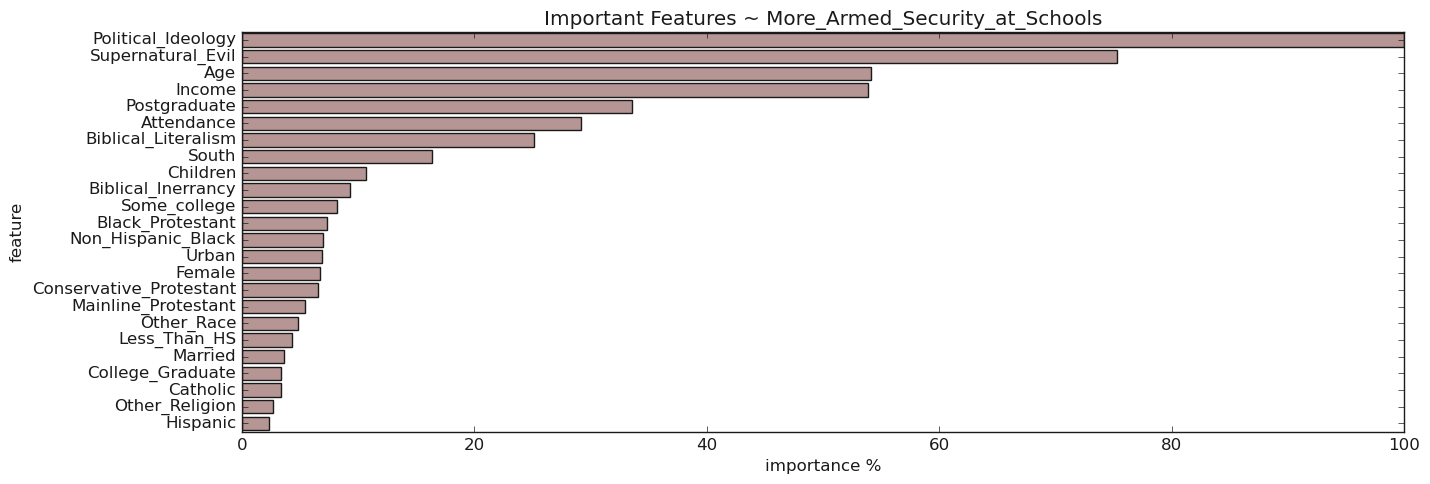 Important Features ~ More_Armed_Security_at_Schools
feature
Political_Ideology
Supernatural_Evil
Age
Income
Postgraduate
Attendance
Biblical_Literalism
South
Children
Biblical_Inerrancy
Some_college
Black_Protestant
Non_Hispanic_Black
Urban
Female
Conservative_Protestant
Mainline_Protestant
Other_Race
Less_Than_HS
Married
College_Graduate
Catholic
Other_Religion
Hispanic
0 20 40 60 80 100
importance %